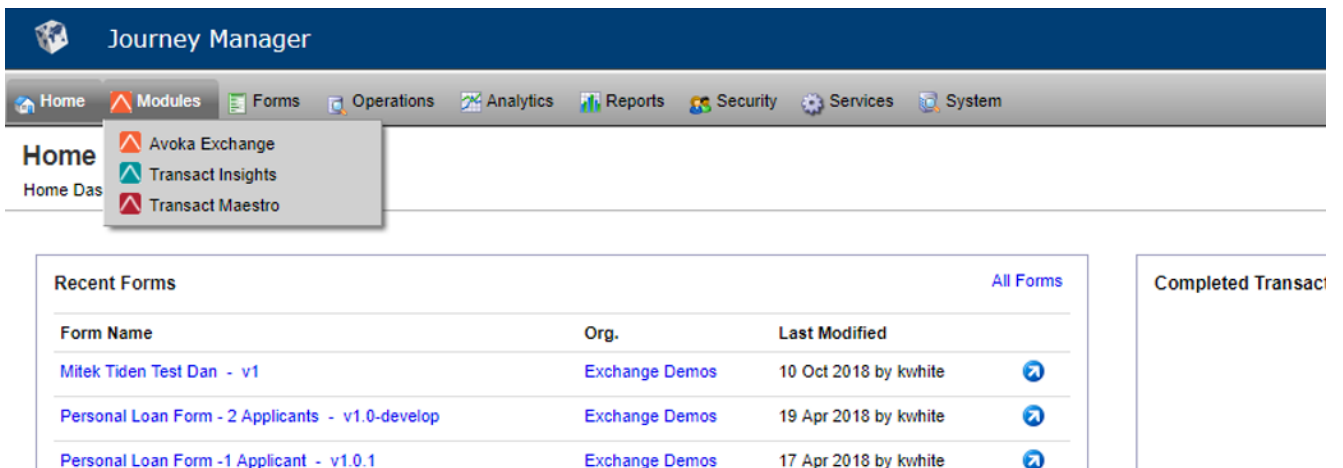 Journey Manager
Home Modules Forms Operations Analytics Reports Security Services System
Avoka Exchange
Transact Insights
Transact Maestro
Home
Home Das
Recent Forms All Forms
Form Name Org. Last Modified
Mitek Tiden Test Dan - v1 Exchange Demos 10 Oct 2018 by kwhite
Personal Loan Form - 2 Applicants - v1.0-develop Exchange Demos 19 Apr 2018 by kwhite
Personal Loan Form -1 Applicant - v1.0.1 Exchange Demos 17 Apr 2018 by kwhite
Completed Transact